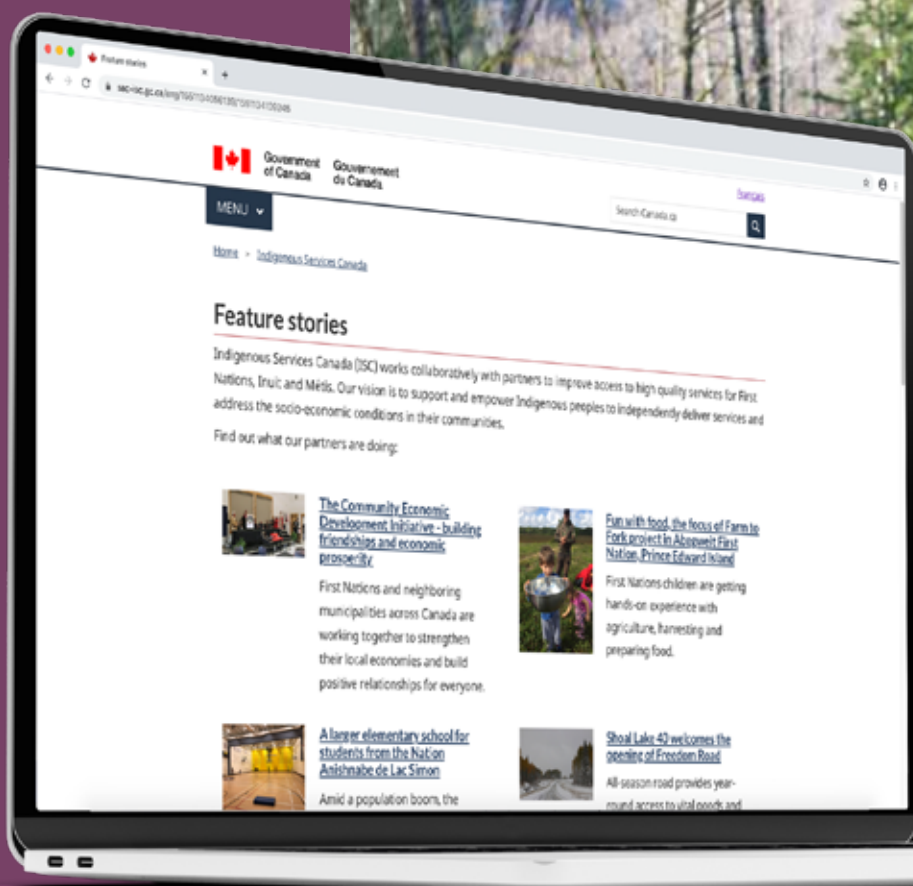 Feature stories
Government
of Canada
Gouvernement
du Canada
Français
MENU
Search Canada.ca
Home > Indigenous Services Canada
Feature stories
Indigenous Services Canada (ISC) works collaboratively with partners to improve access to high quality services for First
Nations, Inuit and Métis. Our vision is to support and empower Indigenous peoples to independently deliver services and
address the socio-economic conditions in their communities.
Find out what our partners are doing:
The Community Economic
Development Initiative - building
friendships and economic
prosperity
First Nations and neighboring
municipalities across Canada are
working together to strengthen
their local economies and build
positive relationships for everyone.
Fun with food, the focus of Farm to
Fork project in Abegweit First
Nation, Prince Edward Island
First Nations children are getting
hands-on experience with
agriculture, harvesting and
preparing food.
A larger elementary school for
students from the Nation
Anishnabe de Lac Simon
Amid a population boom, the
Shoal Lake 40 welcomes the
opening of Freedom Road
All-season road provides year-
round access to vital goods and